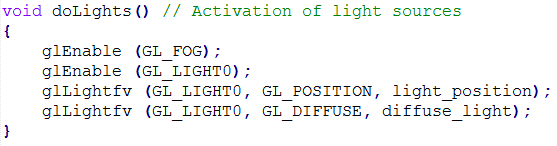 void doLights() // Activation of light sources
{
glEnable (GL_FOG);
glEnable (GL_LIGHT0);
glLightfv (GL_LIGHT0, GL_POSITION, light_position);
glLightfv (GL_LIGHT0, GL_DIFFUSE, diffuse_light);
}